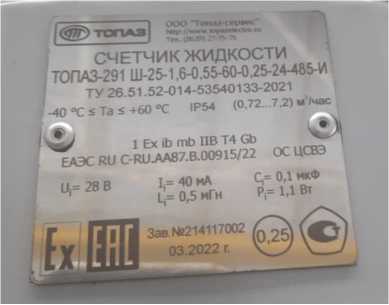 ТОПАЗ
ООО "Топаз-сервис"
СЧЕТЧИК ЖИДКОСТИ
ТОПАЗ-291 Ш-25-1,6-0,55-60-0,25-24-485-И
ТУ 26.51.52-014-53540133-2021
-40 °C ≤ Ta ≤ +60 °C IP54 (0,72...7,2) м³/час
1 Ex ib mb IIB T4 Gb
ЕАЭС RU C-RU.АА87.В.00915/22 ОС ЦСВЭ
Uᵢ= 28 В Iᵢ= 40 мА Cᵢ= 0,1 мкФ
Lᵢ= 0,5 мГн Pᵢ= 1,1 Вт
Ex EAC Зав.№214117002 0,25
03.2022 г.